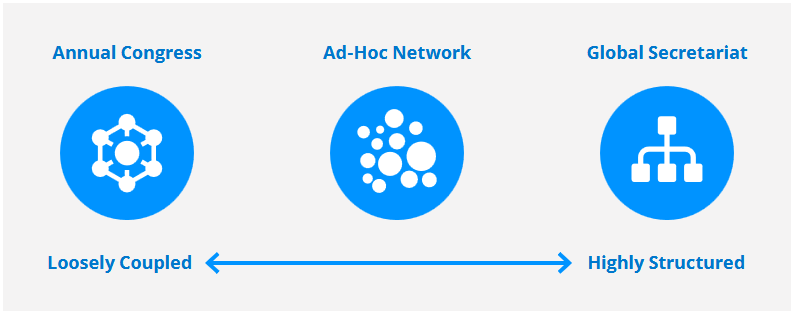 Annual Congress
Ad-Hoc Network
Global Secretariat
Loosely Coupled
Highly Structured